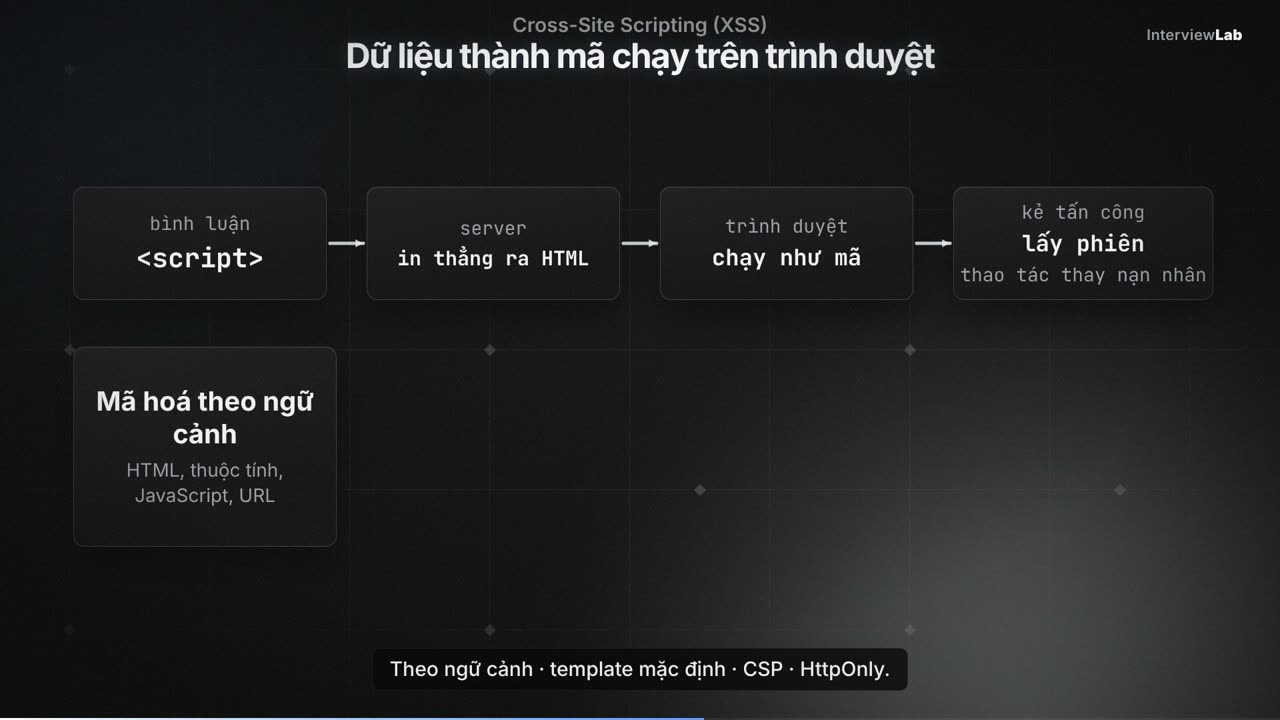 Cross-Site Scripting (XSS)
InterviewLab
Dữ liệu thành mã chạy trên trình duyệt
bình luận
<script>
server
in thẳng ra HTML
trình duyệt
chạy như mã
kẻ tấn công
lấy phiên
thao tác thay nạn nhân
Mã hoá theo ngữ
cảnh
HTML, thuộc tính,
JavaScript, URL
Theo ngữ cảnh · template mặc định · CSP · HttpOnly.